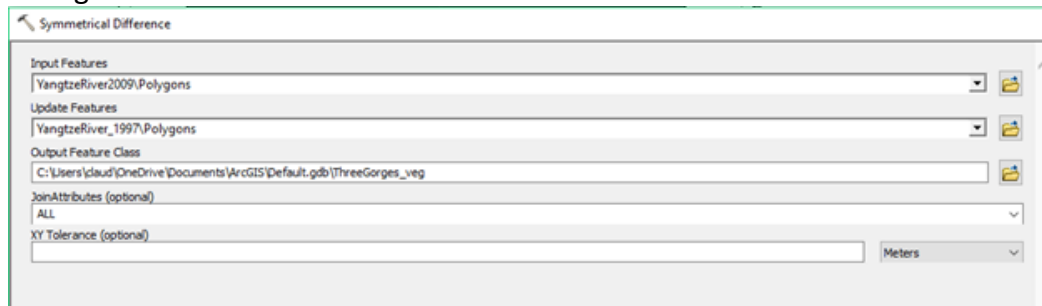 Symmetrical Difference
Input Features
YangtzeRiver2009\Polygons
Update Features
YangtzeRiver_1997\Polygons
Output Feature Class
C:\Users\claud\OneDrive\Documents\ArcGIS\Default.gdb\ThreeGorges_veg
JoinAttributes (optional)
ALL
XY Tolerance (optional)
Meters